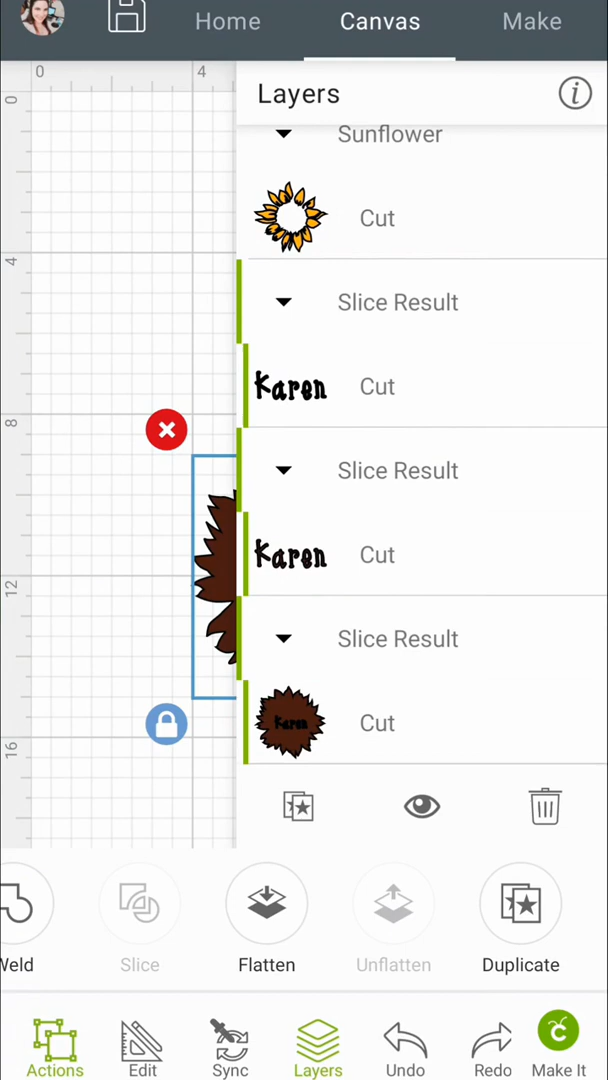 Home Canvas Make
0 4
Layers
0
Sunflower
Cut
4
Slice Result
Karen Cut
8
Slice Result
Karen Cut
12
Slice Result
Karen Cut
16
Weld Slice Flatten Unflatten Duplicate
Actions Edit Sync Layers Undo Redo Make It